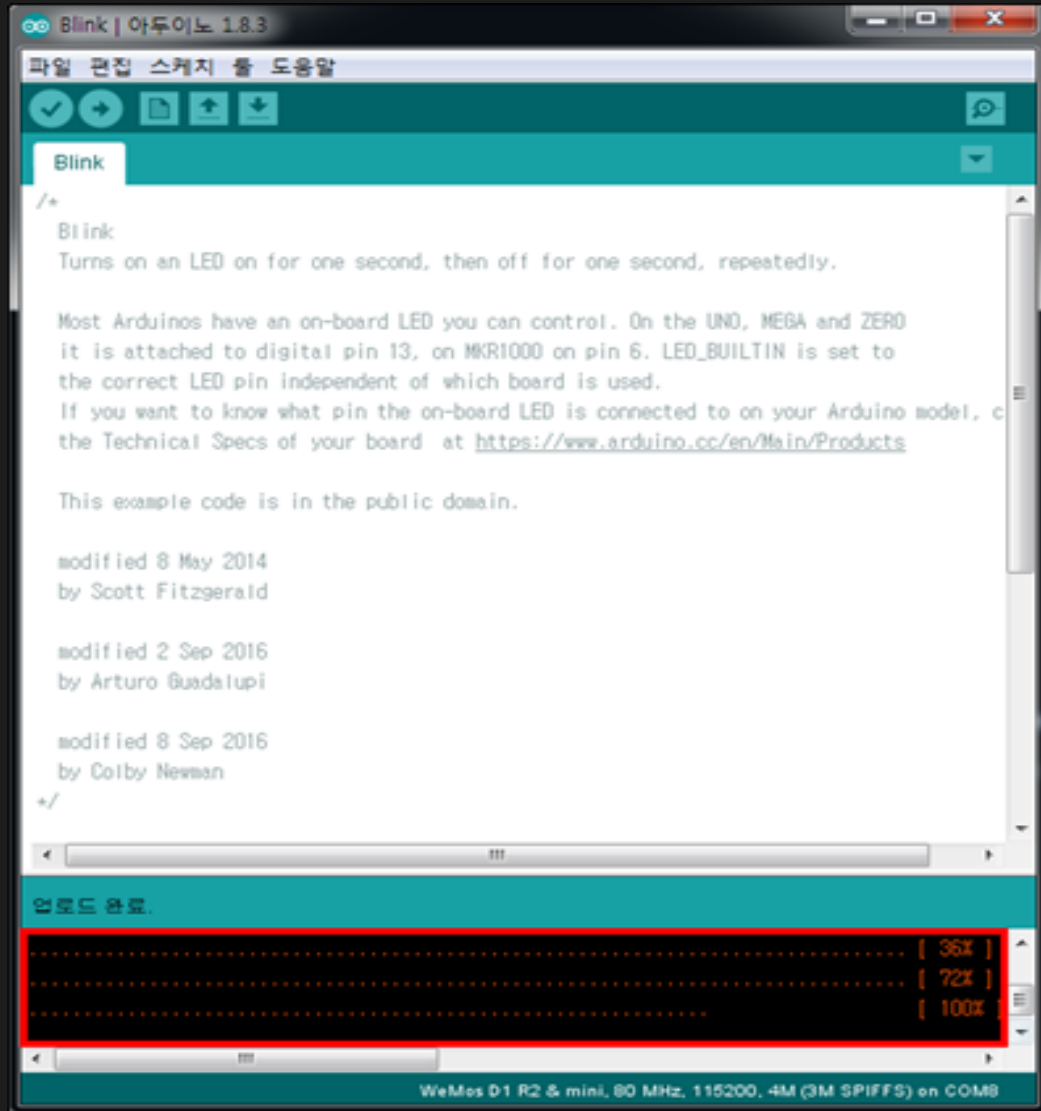 Blink | 아두이노 1.8.3
파일 편집 스케치 툴 도움말
Blink
/*
Blink
Turns on an LED on for one second, then off for one second, repeatedly.
Most Arduinos have an on-board LED you can control. On the UNO, MEGA and ZERO
it is attached to digital pin 13, on MKR1000 on pin 6. LED_BUILTIN is set to
the correct LED pin independent of which board is used.
If you want to know what pin the on-board LED is connected to on your Arduino model, c
the Technical Specs of your board at https://www.arduino.cc/en/Main/Products
This example code is in the public domain.
modified 8 May 2014
by Scott Fitzgerald
modified 2 Sep 2016
by Arturo Guadalupi
modified 8 Sep 2016
by Colby Newman
*/
업로드 완료.
................................................................................ [ 36% ]
................................................................................ [ 72% ]
.............................................................. [ 100% ]
WeMos D1 R2 & mini, 80 MHz, 115200, 4M (3M SPIFFS) on COM8